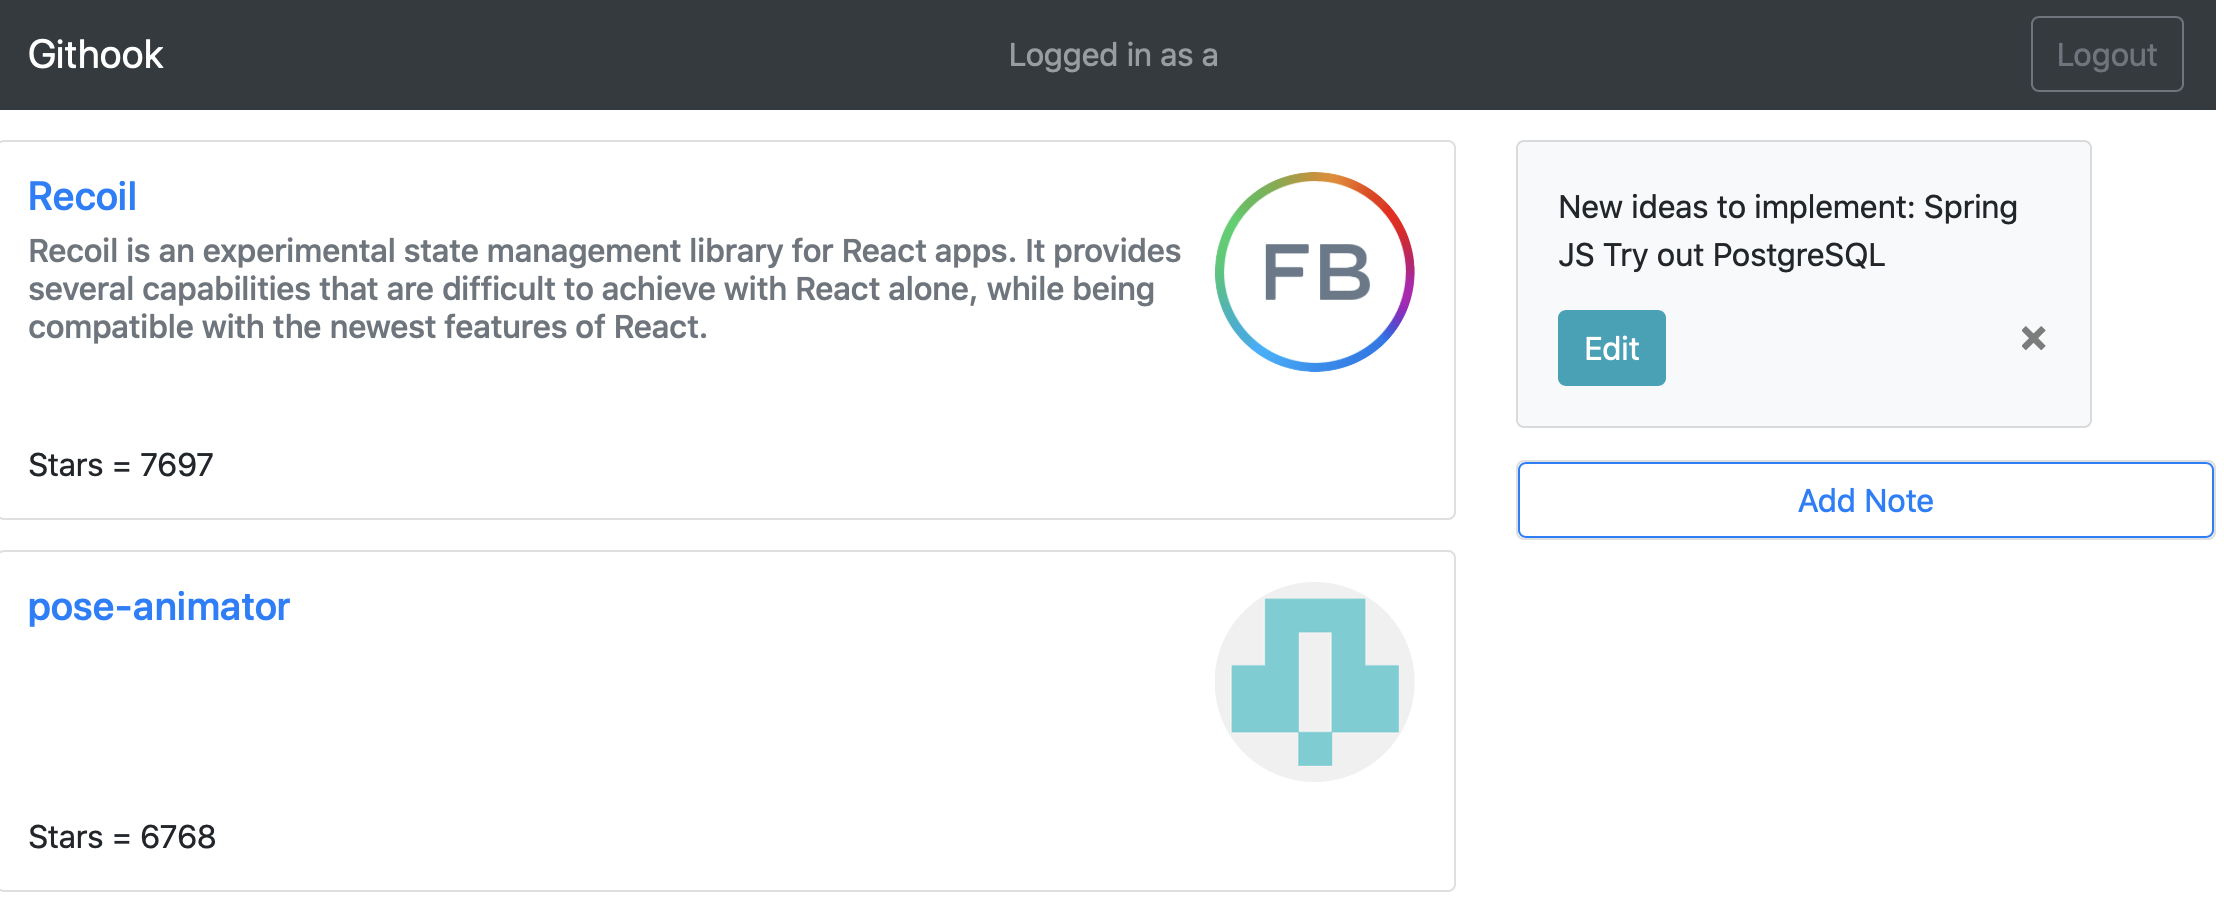 Githook
Logged in as a
Logout
Recoil
Recoil is an experimental state management library for React apps. It provides
several capabilities that are difficult to achieve with React alone, while being
compatible with the newest features of React.
FB
Stars = 7697
pose-animator
Stars = 6768
New ideas to implement: Spring
JS Try out PostgreSQL
Edit
Add Note